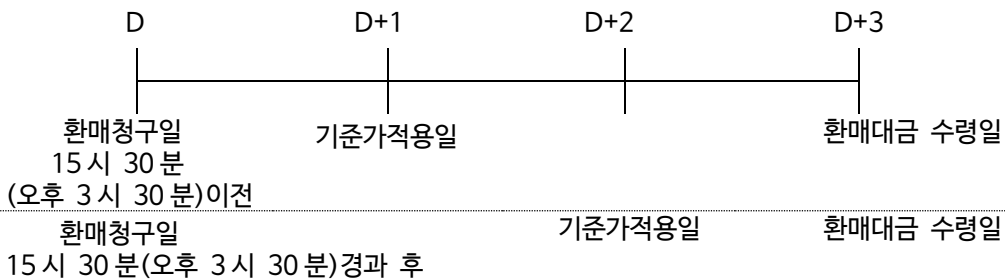 D D+1 D+2 D+3
환매청구일 기준가적용일 환매대금 수령일
15시 30분
(오후 3시 30분)이전
환매청구일 기준가적용일 환매대금 수령일
15시 30분(오후 3시 30분)경과 후